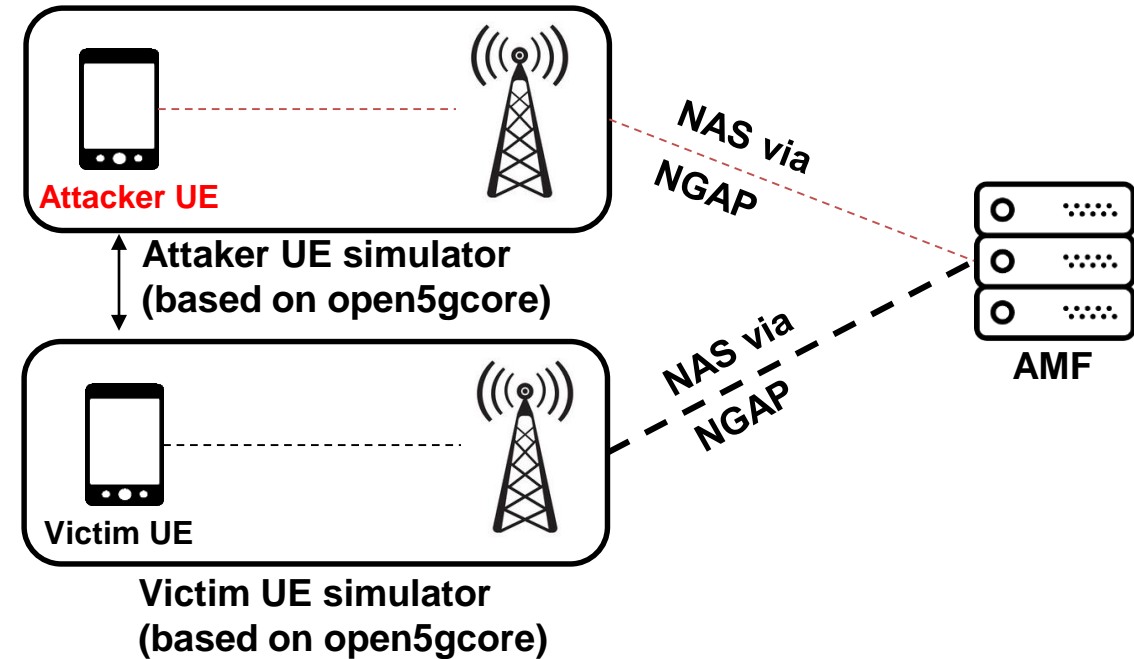 Attacker UE
Attaker UE simulator
(based on open5gcore)
NAS via
NGAP
NAS via
NGAP
AMF
Victim UE
Victim UE simulator
(based on open5gcore)